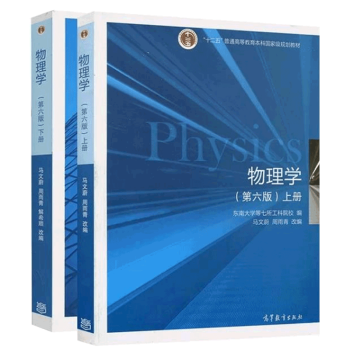 物理学
（第六版）下册
马文蔚 周雨青 解希顺 改编
物理学
（第六版）上册
马文蔚 周雨青 改编
"十二五"普通高等教育本科国家级规划教材
Physics
物理学
（第六版）上册
东南大学等七所工科院校 编
马文蔚 周雨青 改编
高等教育出版社